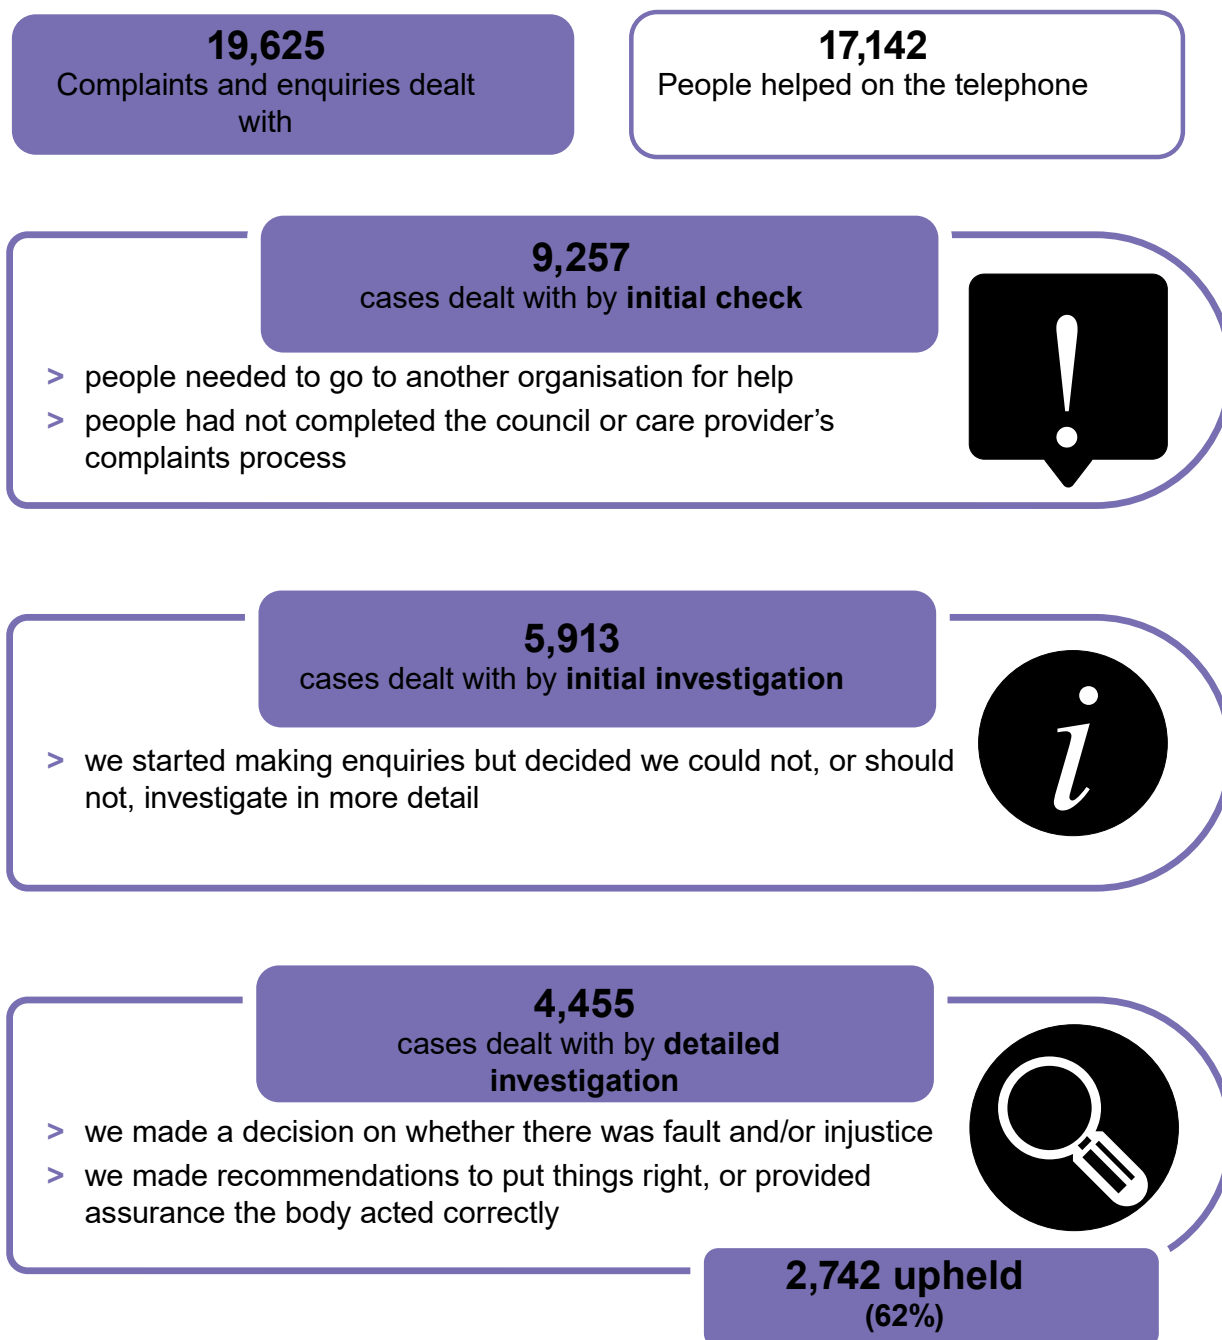 19,625
Complaints and enquiries dealt
with
17,142
People helped on the telephone
9,257
cases dealt with by initial check
> people needed to go to another organisation for help
> people had not completed the council or care provider’s
complaints process
!
5,913
cases dealt with by initial investigation
> we started making enquiries but decided we could not, or should
not, investigate in more detail
i
4,455
cases dealt with by detailed
investigation
> we made a decision on whether there was fault and/or injustice
> we made recommendations to put things right, or provided
assurance the body acted correctly
2,742 upheld
(62%)